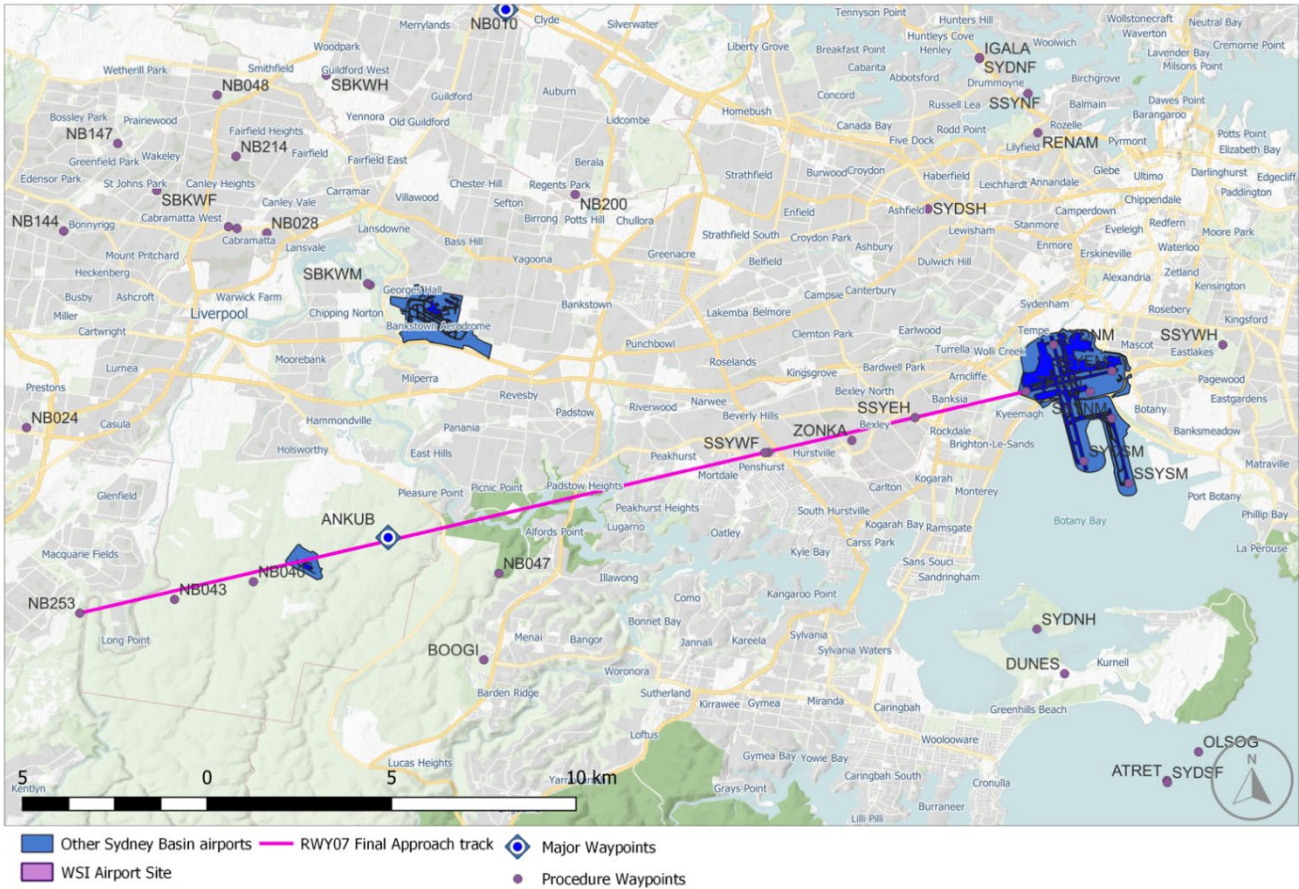 NB010
Merrylands
Clyde
Silverwater
Tennyson Point
Hunters Hill
Huntleys Cove
Woolwich
Wollstonecraft
Neutral Bay
Waverton
Cremorne Point
Woodpark
Liberty Grove
Breakfast Point
Henley
IGALA
SYDNF
Lavender Bay
Milsons Point
Wetherill Park
Smithfield
Guildford West
SBKWH
Guildford
Auburn
Cabarita
Abbotsford
Drummoyne
Birchgrove
NB048
Concord
Russell Lea
SSYNF
Balmain
Dawes Point
Barangaroo
Bossley Park
Prairiewood
Yennora
Old Guildford
Lidcombe
Homebush
Canada Bay
Rodd Point
Rozelle
NB147
Fairfield Heights
Five Dock
Lilyfield
RENAM
Pyrmont
Potts Point
Elizabeth Bay
Greenfield Park
Wakeley
NB214
Fairfield
Fairfield East
Berala
Strathfield
Burwood
Croydon
Haberfield
Leichhardt
Annandale
Glebe
Ultimo
Darlinghurst
Edgecliff
Edensor Park
St Johns Park
Canley Heights
SBKWF
Carramar
Villawood
Chester Hill
Regents Park
Sefton
NB200
Birrong
Potts Hill
Chullora
Enfield
Ashfield
SYDSH
Lewisham
Stanmore
Camperdown
Chippendale
Redfern
Paddington
NB144
Bonnyrigg
Cabramatta West
Canley Vale
NB028
Cabramatta
Lansvale
Lansdowne
Bass Hill
Strathfield South
Croydon Park
Enmore
Eveleigh
Moore Park
Erskineville
Waterloo
Mount Pritchard
Heckenberg
Yagoona
Greenacre
Belfield
Ashbury
Dulwich Hill
Alexandria
Zetland
Kensington
Busby
Ashcroft
Warwick Farm
SBKWM
Georges Hall
Bankstown
Campsie
Canterbury
Miller
Liverpool
Chipping Norton
Bankstown Aerodrome
Lakemba
Belmore
Sydenham
Rosebery
Kingsford
Cartwright
Punchbowl
Clemton Park
Earlwood
Tempe
Mascot
SSYWH
Eastlakes
Moorebank
Lurnea
Milperra
Roselands
Turrella
Wolli Creek
Bardwell Park
Kingsgrove
Arncliffe
Pagewood
Prestons
Revesby
Narwee
Bexley North
Banksia
Eastgardens
NB024
Casula
Hammondville
Padstow
Riverwood
Beverly Hills
SSYEH
Kyeemagh
Botany
Panania
ZONKA
Bexley
Rockdale
Banksmeadow
Holsworthy
East Hills
SSYWF
Hurstville
Brighton-Le-Sands
Peakhurst
Penshurst
Mortdale
Kogarah
SSYSM
Matraville
Glenfield
Pleasure Point
Picnic Point
Padstow Heights
Carlton
Monterey
Port Botany
Peakhurst Heights
South Hurstville
Kogarah Bay
Ramsgate
Phillip Bay
ANKUB
Alfords Point
Lugarno
Oatley
Carss Park
Botany Bay
Macquarie Fields
Kyle Bay
Sans Souci
La Perouse
NB047
Illawong
Sandringham
NB043
Como
Kangaroo Point
NB253
Long Point
Bonnet Bay
Sylvania
SYDNH
Menai
Bangor
Jannali
Kareela
Sylvania Waters
BOOGI
Woronora
DUNES
Kurnell
Barden Ridge
Sutherland
Kirrawee
Gymea
Miranda
Caringbah
Greenhills Beach
Loftus
Woolooware
OLSOG
Lucas Heights
Gymea Bay
Yowie Bay
ATRET
SYDSF
N
5
0
5
10 km
Kentlyn
Grays Point
Caringbah South
Cronulla
Burraneer
Lilli Pilli
Other Sydney Basin airports
RWY07 Final Approach track
Major Waypoints
WSI Airport Site
Procedure Waypoints